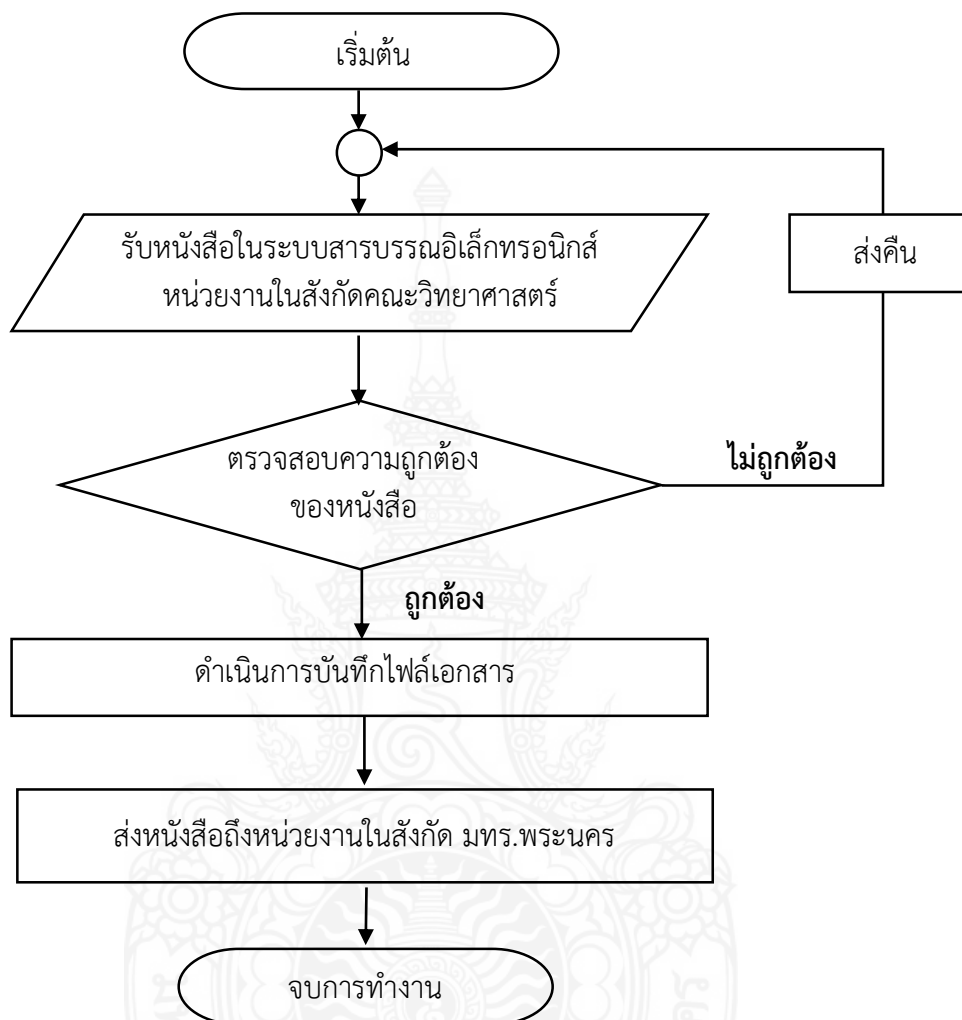 เริ่มต้น
รับหนังสือในระบบสารบรรณอิเล็กทรอนิกส์
หน่วยงานในสังกัดคณะวิทยาศาสตร์
ส่งคืน
ตรวจสอบความถูกต้อง
ของหนังสือ
ไม่ถูกต้อง
ถูกต้อง
ดำเนินการบันทึกไฟล์เอกสาร
ส่งหนังสือถึงหน่วยงานในสังกัด มทร.พระนคร
จบการทำงาน